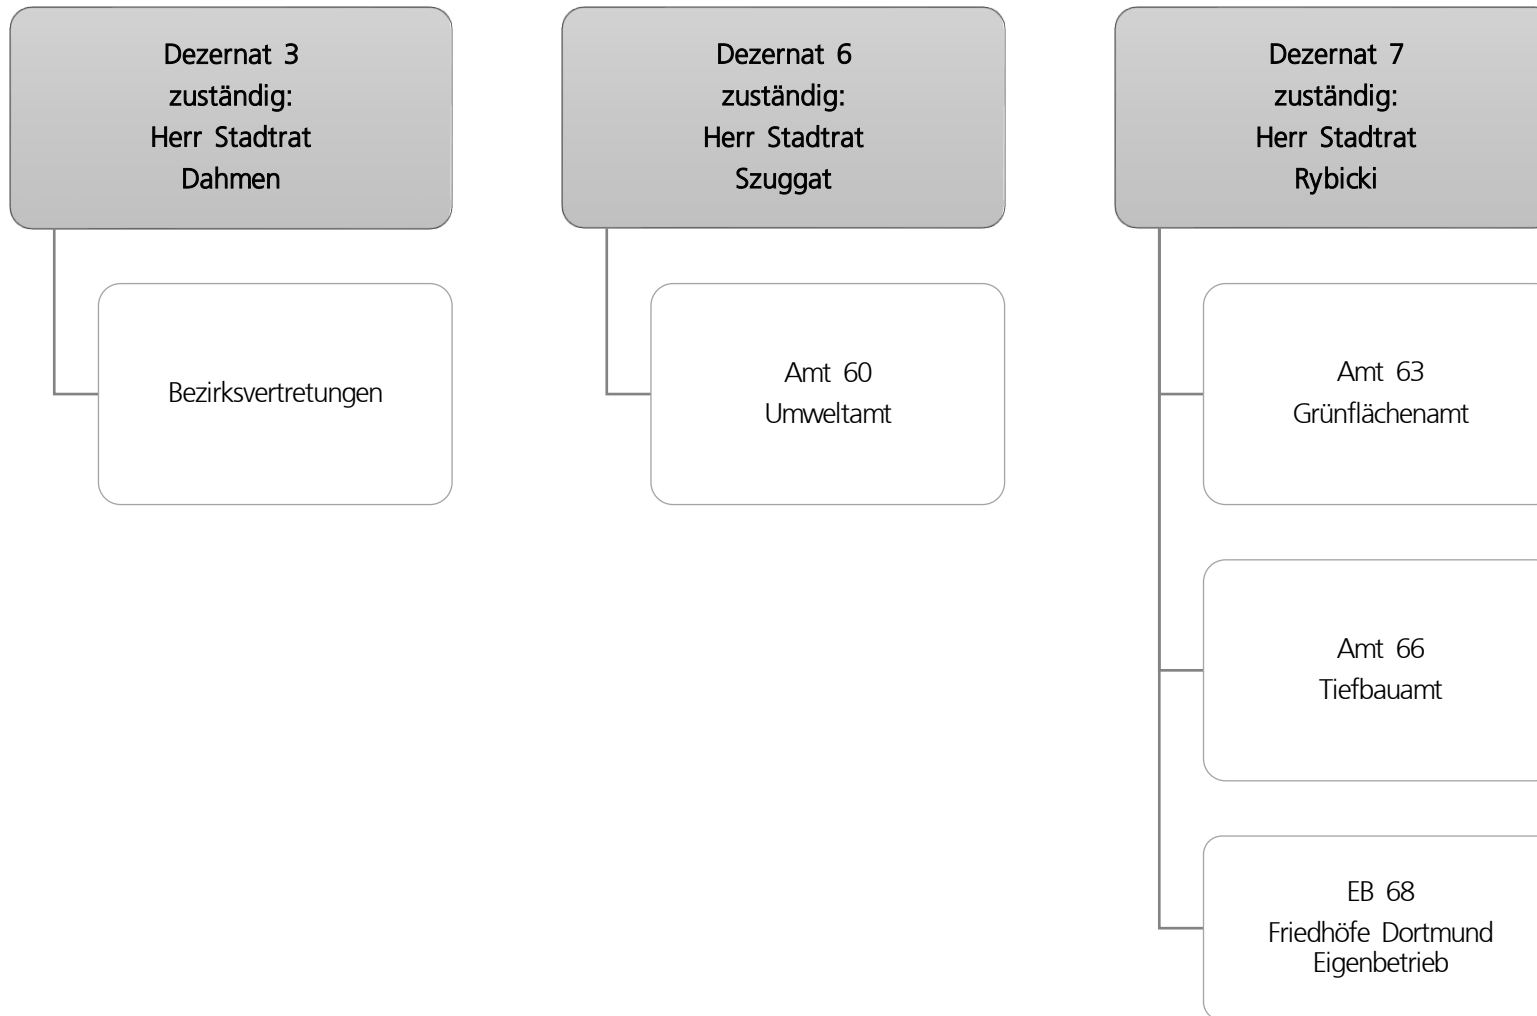 Dezernat 3
zuständig:
Herr Stadtrat
Dahmen
Bezirksvertretungen
Dezernat 6
zuständig:
Herr Stadtrat
Szuggat
Amt 60
Umweltamt
Dezernat 7
zuständig:
Herr Stadtrat
Rybicki
Amt 63
Grünflächenamt
Amt 66
Tiefbauamt
EB 68
Friedhöfe Dortmund
Eigenbetrieb